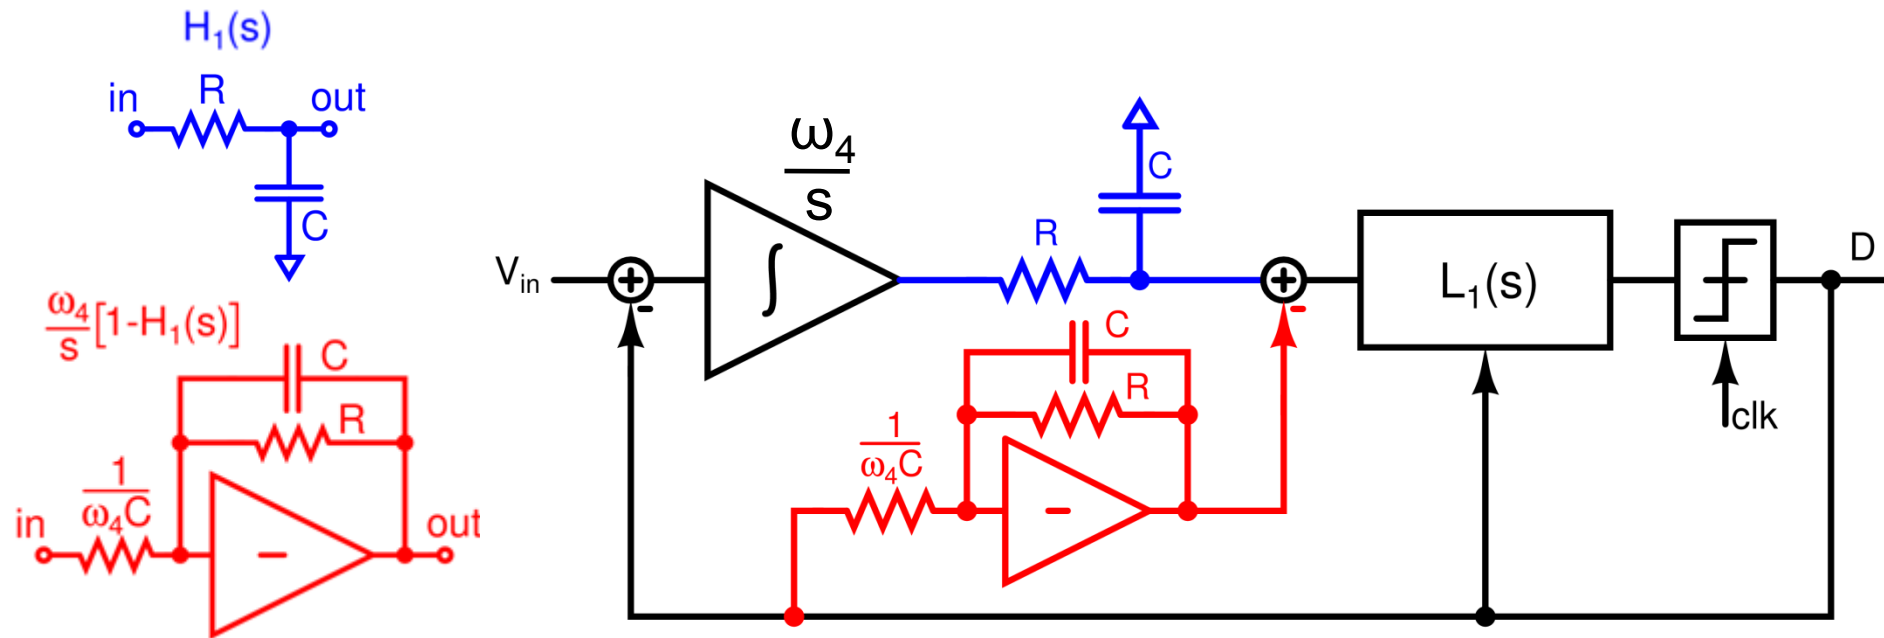 H₁(s)
in
R
out
C
ω₄
s
[1-H₁(s)]
C
R
1
ω₄C
in
−
out
ω₄
s
Vᵢₙ
+
-
∫
R
C
+
-
L₁(s)
D
clk
C
R
1
ω₄C
−